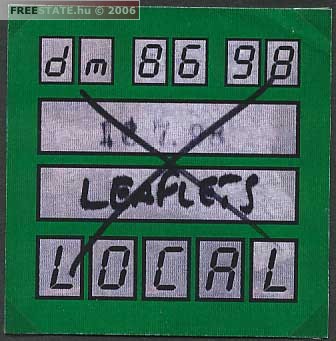 FREESTATE.hu © 2006
dm 86 98
LEAFLETS
LOCAL